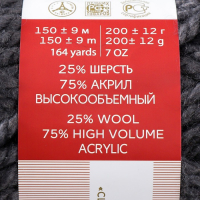 150 ± 9 м 200 ± 12 г
150 ± 9 m 200± 12 g
164 yards 7 OZ
25% ШЕРСТЬ
75% АКРИЛ
ВЫСОКООБЪЕМНЫЙ
25% WOOL
75% HIGH VOLUME
ACRYLIC